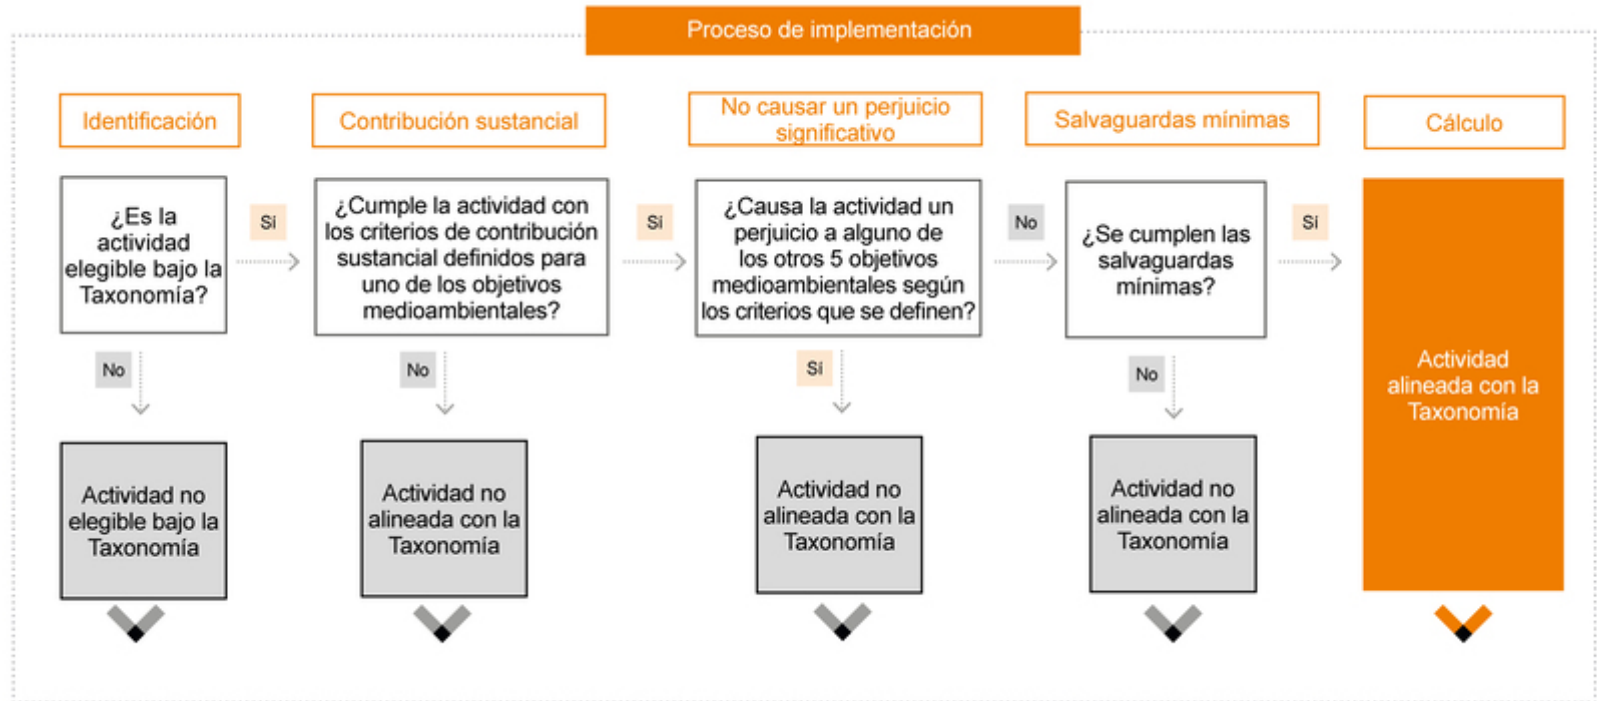 Proceso de implementación
Identificación
Contribución sustancial
No causar un perjuicio
significativo
Salvaguardas mínimas
Cálculo
¿Es la
actividad
elegible bajo la
Taxonomía?
Sí
¿Cumple la actividad con
los criterios de contribución
sustancial definidos para
uno de los objetivos
medioambientales?
Sí
¿Causa la actividad un
perjuicio a alguno de
los otros 5 objetivos
medioambientales según
los criterios que se definen?
No
¿Se cumplen las
salvaguardas
mínimas?
Sí
Actividad
alineada con la
Taxonomía
No
No
Sí
No
Actividad no
elegible bajo la
Taxonomía
Actividad no
alineada con la
Taxonomía
Actividad no
alineada con la
Taxonomía
Actividad no
alineada con la
Taxonomía